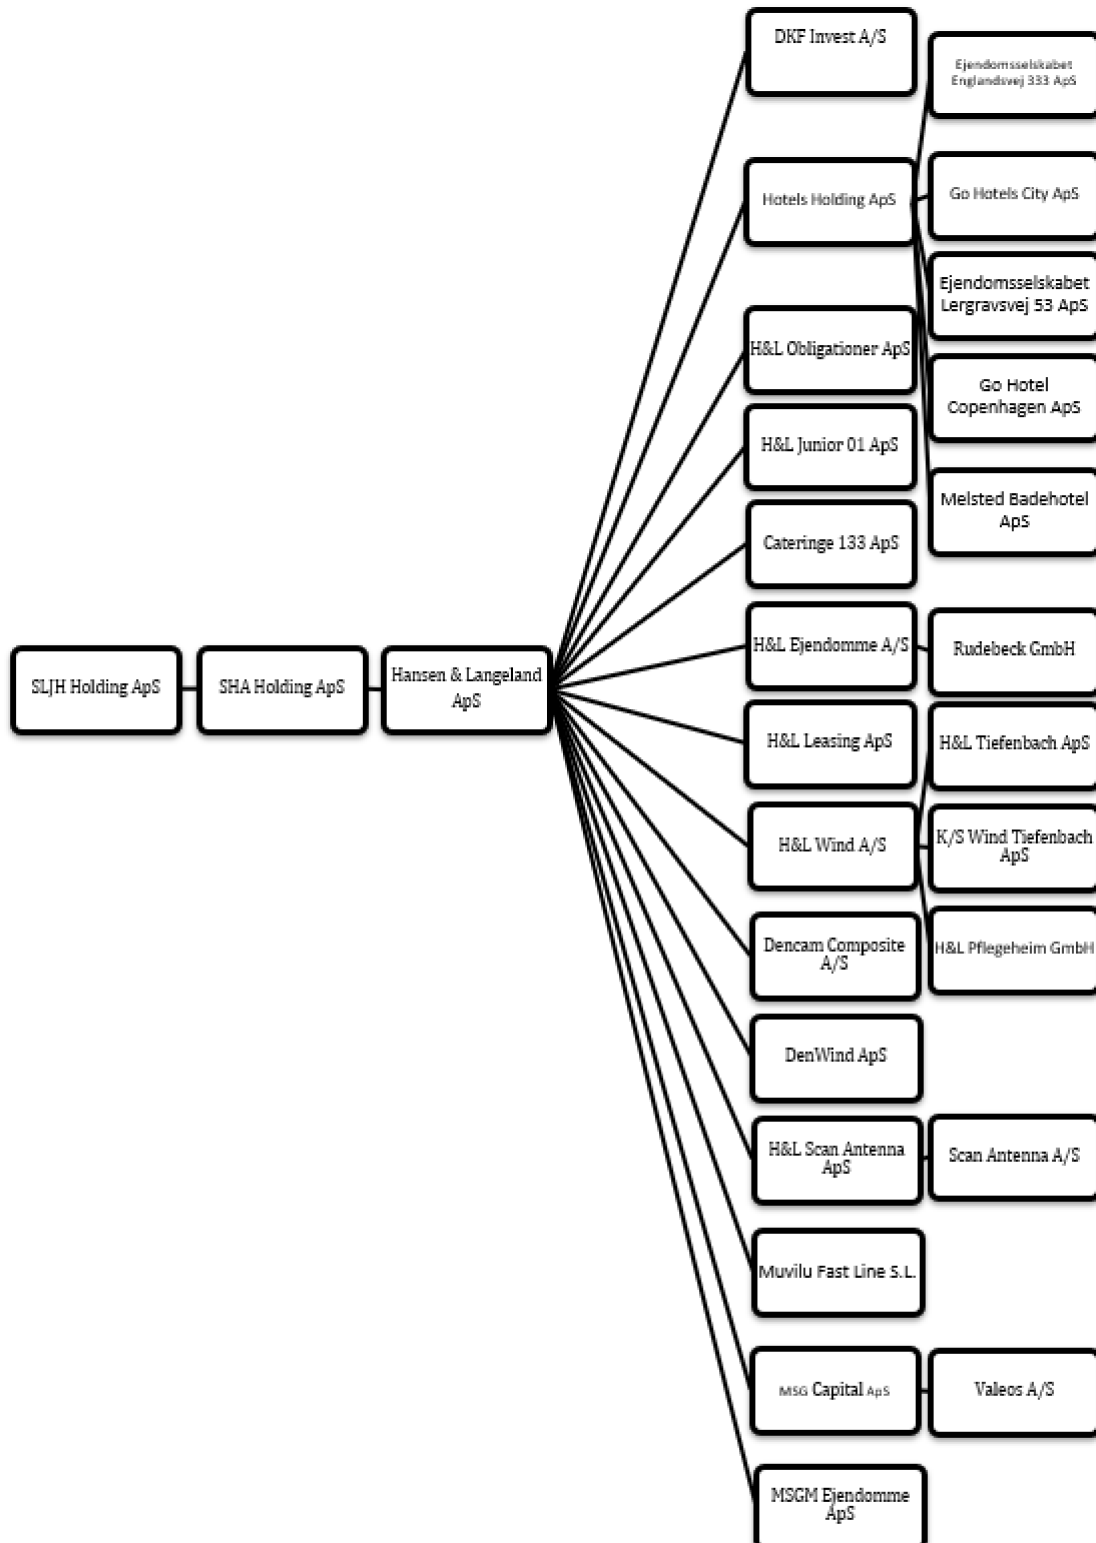 DKF Invest A/S
Ejendomsselskabet
Englandsvej 333 ApS
Hotels Holding ApS
Go Hotels City ApS
Ejendomsselskabet
Lergravsvej 53 ApS
H&L Obligationer ApS
Go Hotel
Copenhagen ApS
H&L Junior 01 ApS
Melsted Badehotel
ApS
Cateringe 133 ApS
H&L Ejendomme A/S
Rudebeck GmbH
SLJH Holding ApS
SHA Holding ApS
Hansen & Langeland
ApS
H&L Leasing ApS
H&L Tiefenbach ApS
H&L Wind A/S
K/S Wind Tiefenbach
ApS
Dencam Composite
A/S
H&L Pflegeheim GmbH
DenWind ApS
H&L Scan Antenna
ApS
Scan Antenna A/S
Muvilu Fast Line S.L.
MSG Capital ApS
Valeos A/S
MSGM Ejendomme
ApS